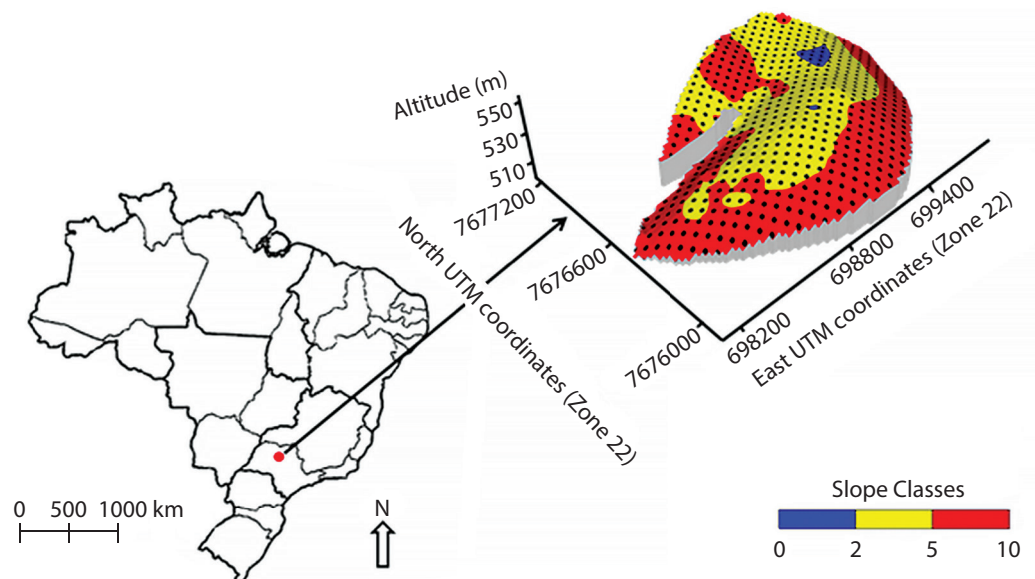 Altitude (m)
550
530
510
7677200
7676600
7676000
North UTM coordinates (Zone 22)
698200
698800
699400
East UTM coordinates (Zone 22)
0 500 1000 km
N
Slope Classes
0 2 5 10